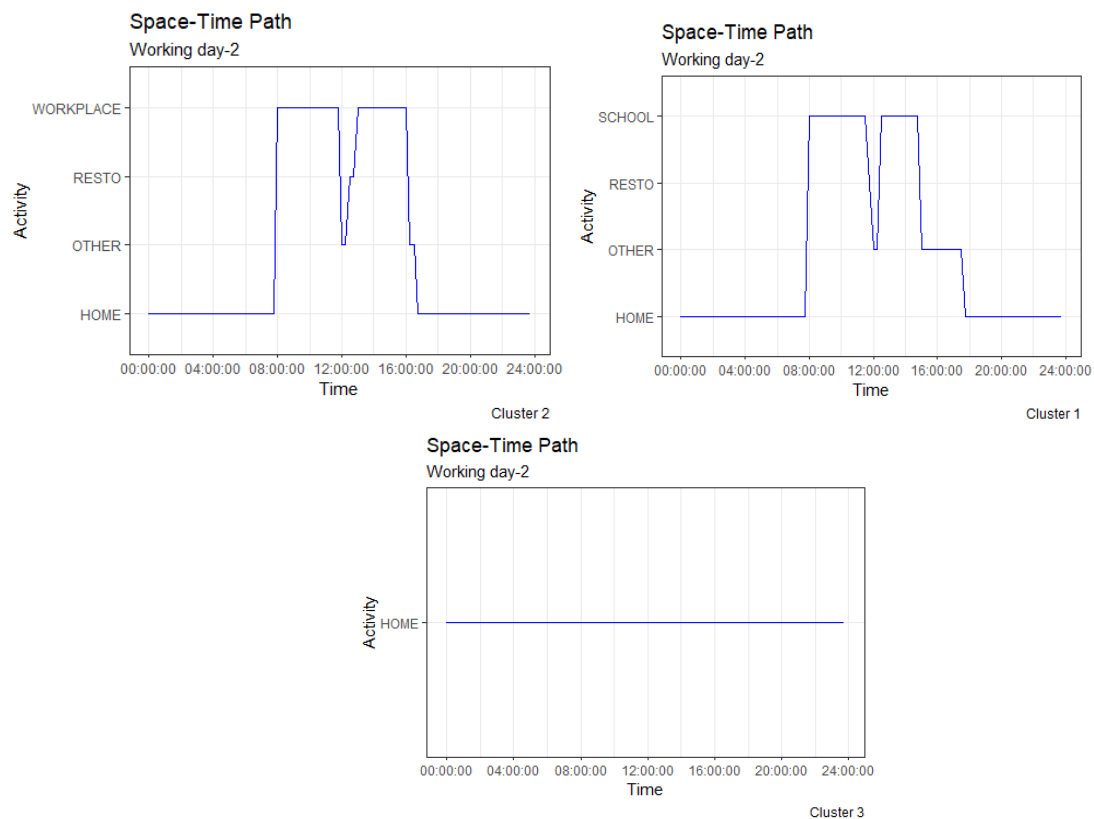 Space-Time Path
Working day-2
WORKPLACE
RESTO
OTHER
HOME
Activity
00:00:00 04:00:00 08:00:00 12:00:00 16:00:00 20:00:00 24:00:00
Time
Cluster 2
Space-Time Path
Working day-2
SCHOOL
RESTO
OTHER
HOME
Activity
00:00:00 04:00:00 08:00:00 12:00:00 16:00:00 20:00:00 24:00:00
Time
Cluster 1
Space-Time Path
Working day-2
HOME
Activity
00:00:00 04:00:00 08:00:00 12:00:00 16:00:00 20:00:00 24:00:00
Time
Cluster 3